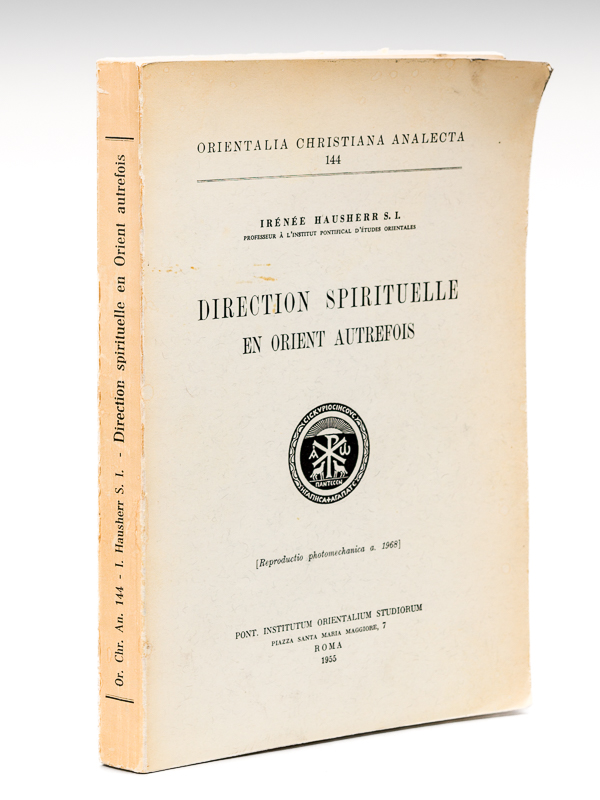 Or. Chr. An. 144 - I. Hausherr S. I. - Direction spirituelle en Orient autrefois
ORIENTALIA CHRISTIANA ANALECTA
144
IRÉNÉE HAUSHERR S. I.
PROFESSEUR À L'INSTITUT PONTIFICAL D'ÉTUDES ORIENTALES
DIRECTION SPIRITUELLE
EN ORIENT AUTREFOIS
Α Ω
ΠΑΝΤΕCΕΝ
[Reproductio photomechanica a. 1968]
PONT. INSTITUTUM ORIENTALIUM STUDIORUM
PIAZZA SANTA MARIA MAGGIORE, 7
ROMA
1955